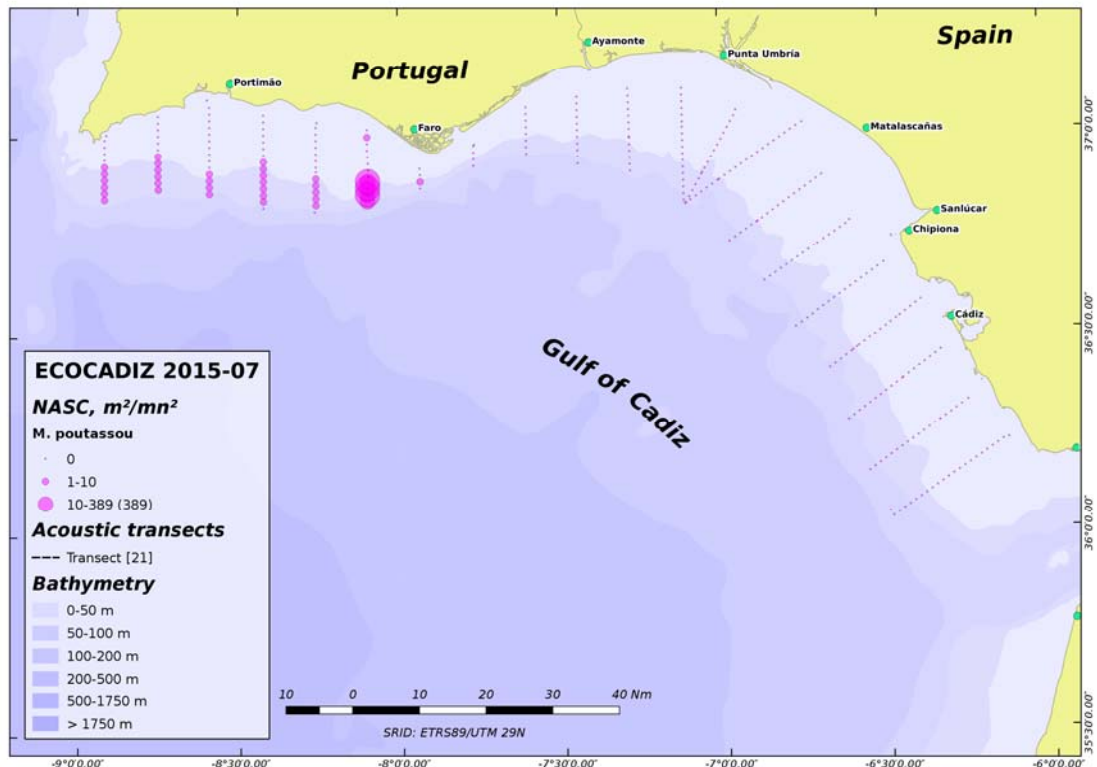 Spain
Portugal
Ayamonte
Punta Umbría
Portimão
Faro
Matalascañas
Sanlúcar
Chipiona
Cádiz
Gulf of Cadiz
ECOCADIZ 2015-07
NASC, m²/mn²
M. poutassou
0
1-10
10-389 (389)
Acoustic transects
Transect [21]
Bathymetry
0-50 m
50-100 m
100-200 m
200-500 m
500-1750 m
> 1750 m
10 0 10 20 30 40 Nm
SRID: ETRS89/UTM 29N
37°0'0.00"
36°30'0.00"
36°0'0.00"
35°30'0.00"
-9°0'0.00" -8°30'0.00" -8°0'0.00" -7°30'0.00" -7°0'0.00" -6°30'0.00" -6°0'0.00"